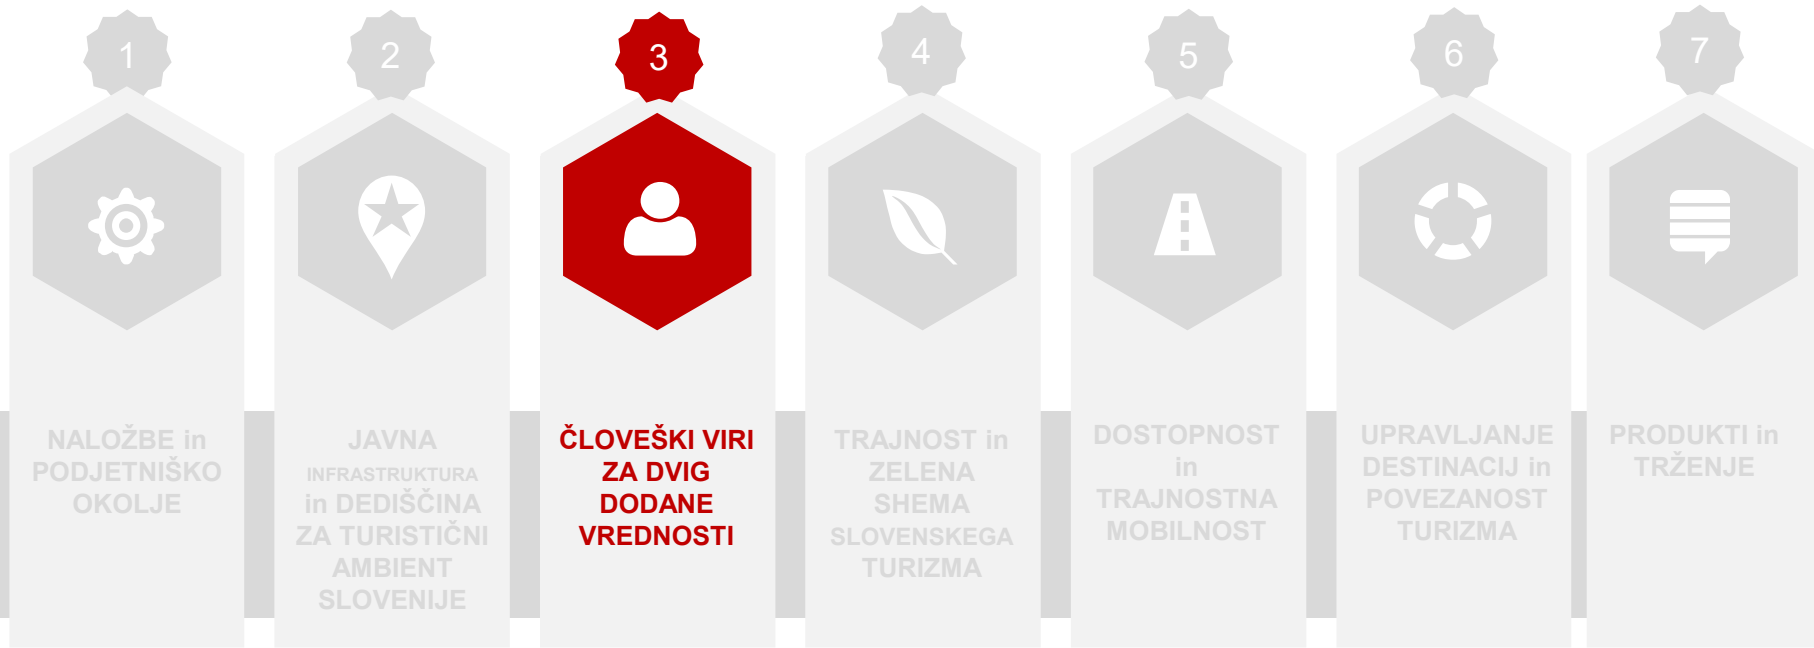 1
NALOŽBE in
PODJETNIŠKO
OKOLJE
2
JAVNA
INFRASTRUKTURA
in DEDIŠČINA
ZA TURISTIČNI
AMBIENT
SLOVENIJE
3
ČLOVEŠKI VIRI
ZA DVIG
DODANE
VREDNOSTI
4
TRAJNOST in
ZELENA
SHEMA
SLOVENSKEGA
TURIZMA
5
DOSTOPNOST
in
TRAJNOSTNA
MOBILNOST
6
UPRAVLJANJE
DESTINACIJ in
POVEZANOST
TURIZMA
7
PRODUKTI in
TRŽENJE